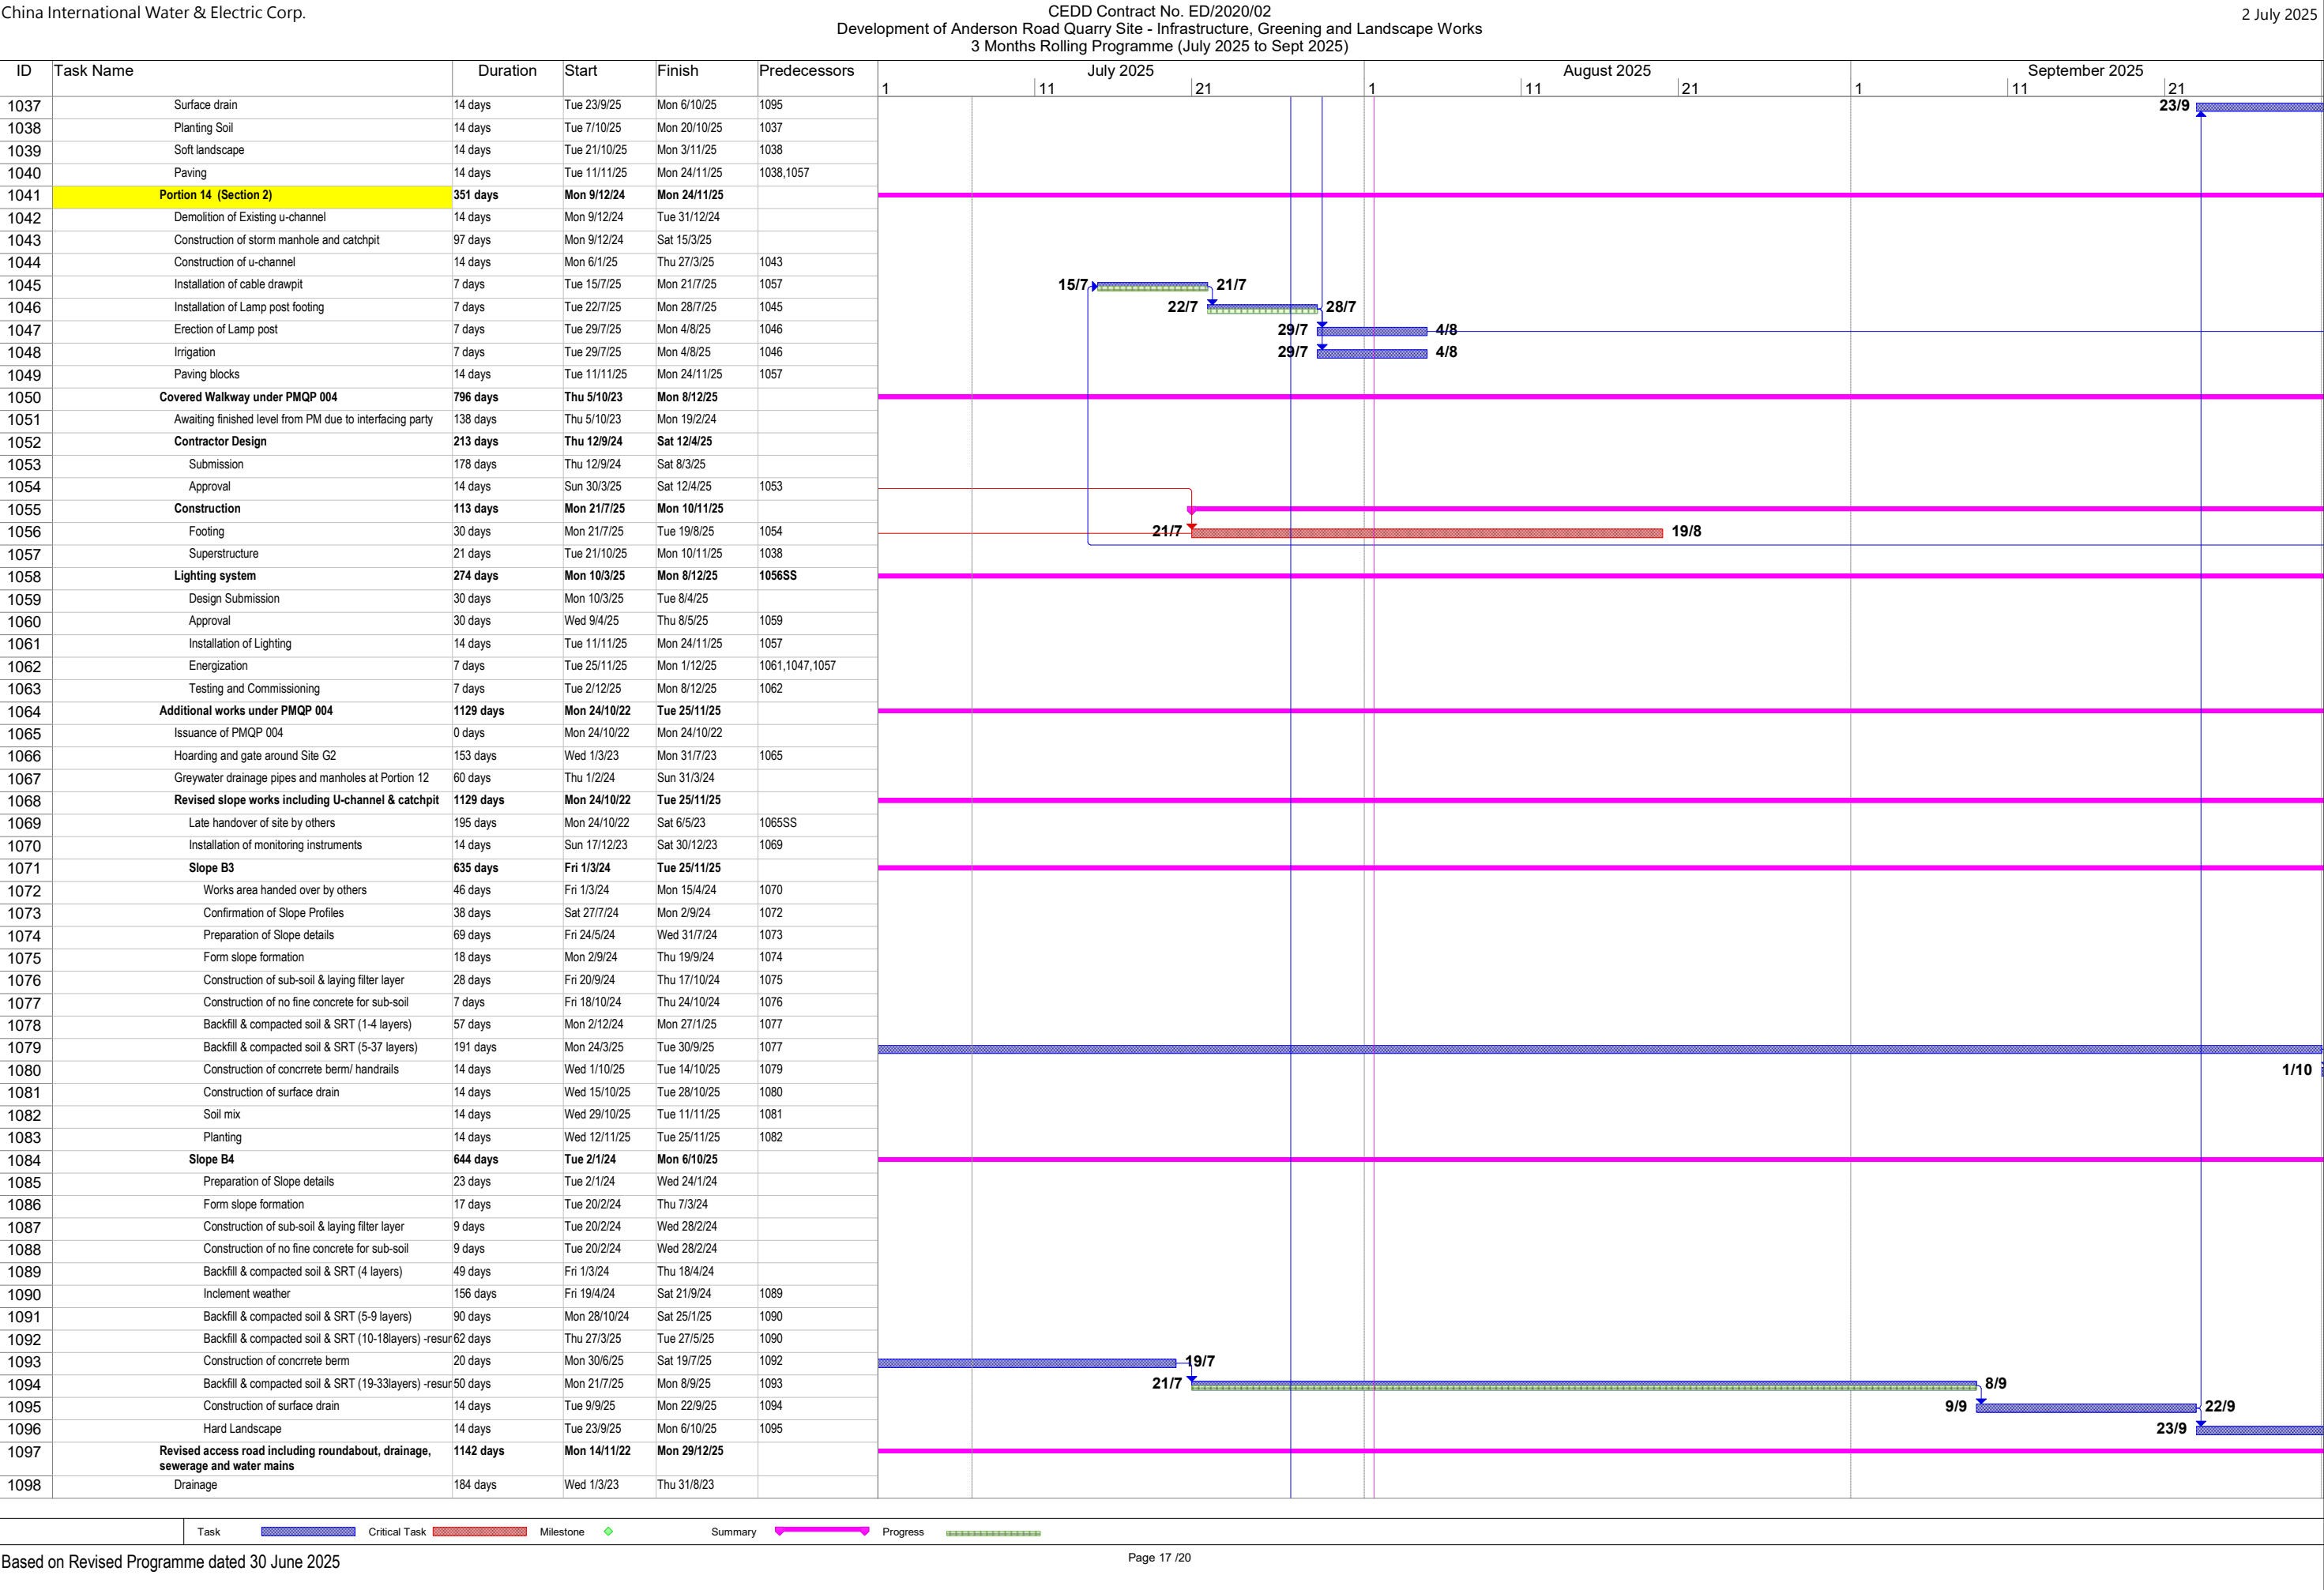 China International Water & Electric Corp.
CEDD Contract No. ED/2020/02
2 July 2025
Development of Anderson Road Quarry Site - Infrastructure, Greening and Landscape Works
3 Months Rolling Programme (July 2025 to Sept 2025)
ID Task Name Duration Start Finish Predecessors July 2025 August 2025 September 2025
1 11 21 1 11 21 1 11 21
1037 Surface drain 14 days Tue 23/9/25 Mon 6/10/25 1095 23/9
1038 Planting Soil 14 days Tue 7/10/25 Mon 20/10/25 1037
1039 Soft landscape 14 days Tue 21/10/25 Mon 3/11/25 1038
1040 Paving 14 days Tue 11/11/25 Mon 24/11/25 1038,1057
1041 Portion 14 (Section 2) 351 days Mon 9/12/24 Mon 24/11/25
1042 Demolition of Existing u-channel 14 days Mon 9/12/24 Tue 31/12/24
1043 Construction of storm manhole and catchpit 97 days Mon 9/12/24 Sat 15/3/25
1044 Construction of u-channel 14 days Mon 6/1/25 Thu 27/3/25 1043
1045 Installation of cable drawpit 7 days Tue 15/7/25 Mon 21/7/25 1057 15/7 21/7
1046 Installation of Lamp post footing 7 days Tue 22/7/25 Mon 28/7/25 1045 22/7 28/7
1047 Erection of Lamp post 7 days Tue 29/7/25 Mon 4/8/25 1046 29/7 4/8
1048 Irrigation 7 days Tue 29/7/25 Mon 4/8/25 1046 29/7 4/8
1049 Paving blocks 14 days Tue 11/11/25 Mon 24/11/25 1057
1050 Covered Walkway under PMQP 004 796 days Thu 5/10/23 Mon 8/12/25
1051 Awaiting finished level from PM due to interfacing party 138 days Thu 5/10/23 Mon 19/2/24
1052 Contractor Design 213 days Thu 12/9/24 Sat 12/4/25
1053 Submission 178 days Thu 12/9/24 Sat 8/3/25
1054 Approval 14 days Sun 30/3/25 Sat 12/4/25 1053
1055 Construction 113 days Mon 21/7/25 Mon 10/11/25
1056 Footing 30 days Mon 21/7/25 Tue 19/8/25 1054 21/7 19/8
1057 Superstructure 21 days Tue 21/10/25 Mon 10/11/25 1038
1058 Lighting system 274 days Mon 10/3/25 Mon 8/12/25 1056SS
1059 Design Submission 30 days Mon 10/3/25 Tue 8/4/25
1060 Approval 30 days Wed 9/4/25 Thu 8/5/25 1059
1061 Installation of Lighting 14 days Tue 11/11/25 Mon 24/11/25 1057
1062 Energization 7 days Tue 25/11/25 Mon 1/12/25 1061,1047,1057
1063 Testing and Commissioning 7 days Tue 2/12/25 Mon 8/12/25 1062
1064 Additional works under PMQP 004 1129 days Mon 24/10/22 Tue 25/11/25
1065 Issuance of PMQP 004 0 days Mon 24/10/22 Mon 24/10/22
1066 Hoarding and gate around Site G2 153 days Wed 1/3/23 Mon 31/7/23 1065
1067 Greywater drainage pipes and manholes at Portion 12 60 days Thu 1/2/24 Sun 31/3/24
1068 Revised slope works including U-channel & catchpit 1129 days Mon 24/10/22 Tue 25/11/25
1069 Late handover of site by others 195 days Mon 24/10/22 Sat 6/5/23 1065SS
1070 Installation of monitoring instruments 14 days Sun 17/12/23 Sat 30/12/23 1069
1071 Slope B3 635 days Fri 1/3/24 Tue 25/11/25
1072 Works area handed over by others 46 days Fri 1/3/24 Mon 15/4/24 1070
1073 Confirmation of Slope Profiles 38 days Sat 27/7/24 Mon 2/9/24 1072
1074 Preparation of Slope details 69 days Fri 24/5/24 Wed 31/7/24 1073
1075 Form slope formation 18 days Mon 2/9/24 Thu 19/9/24 1074
1076 Construction of sub-soil & laying filter layer 28 days Fri 20/9/24 Thu 17/10/24 1075
1077 Construction of no fine concrete for sub-soil 7 days Fri 18/10/24 Thu 24/10/24 1076
1078 Backfill & compacted soil & SRT (1-4 layers) 57 days Mon 2/12/24 Mon 27/1/25 1077
1079 Backfill & compacted soil & SRT (5-37 layers) 191 days Mon 24/3/25 Tue 30/9/25 1077
1080 Construction of concrrete berm/ handrails 14 days Wed 1/10/25 Tue 14/10/25 1079 1/10
1081 Construction of surface drain 14 days Wed 15/10/25 Tue 28/10/25 1080
1082 Soil mix 14 days Wed 29/10/25 Tue 11/11/25 1081
1083 Planting 14 days Wed 12/11/25 Tue 25/11/25 1082
1084 Slope B4 644 days Tue 2/1/24 Mon 6/10/25
1085 Preparation of Slope details 23 days Tue 2/1/24 Wed 24/1/24
1086 Form slope formation 17 days Tue 20/2/24 Thu 7/3/24
1087 Construction of sub-soil & laying filter layer 9 days Tue 20/2/24 Wed 28/2/24
1088 Construction of no fine concrete for sub-soil 9 days Tue 20/2/24 Wed 28/2/24
1089 Backfill & compacted soil & SRT (4 layers) 49 days Fri 1/3/24 Thu 18/4/24
1090 Inclement weather 156 days Fri 19/4/24 Sat 21/9/24 1089
1091 Backfill & compacted soil & SRT (5-9 layers) 90 days Mon 28/10/24 Sat 25/1/25 1090
1092 Backfill & compacted soil & SRT (10-18layers) -resur 62 days Thu 27/3/25 Tue 27/5/25 1090
1093 Construction of concrrete berm 20 days Mon 30/6/25 Sat 19/7/25 1092 19/7
1094 Backfill & compacted soil & SRT (19-33layers) -resur 50 days Mon 21/7/25 Mon 8/9/25 1093 21/7 8/9
1095 Construction of surface drain 14 days Tue 9/9/25 Mon 22/9/25 1094 9/9 22/9
1096 Hard Landscape 14 days Tue 23/9/25 Mon 6/10/25 1095 23/9
1097 Revised access road including roundabout, drainage, 1142 days Mon 14/11/22 Mon 29/12/25
sewerage and water mains
1098 Drainage 184 days Wed 1/3/23 Thu 31/8/23
Task Critical Task Milestone Summary Progress
Based on Revised Programme dated 30 June 2025
Page 17 /20